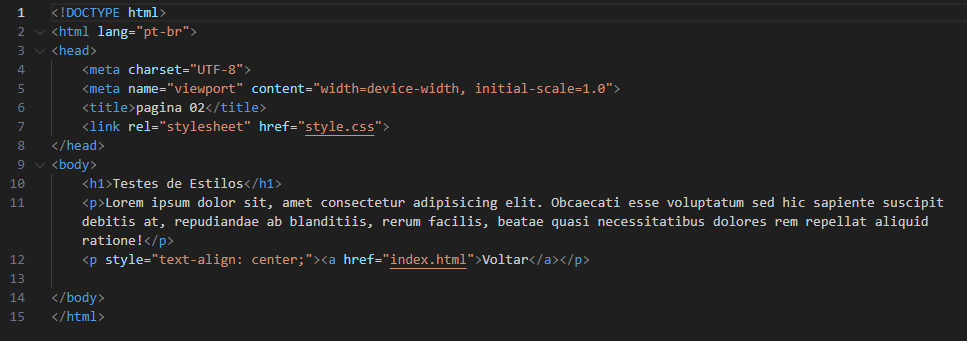 1 <!DOCTYPE html>
2 <html lang="pt-br">
3 <head>
4 <meta charset="UTF-8">
5 <meta name="viewport" content="width=device-width, initial-scale=1.0">
6 <title>pagina 02</title>
7 <link rel="stylesheet" href="style.css">
8 </head>
9 <body>
10 <h1>Testes de Estilos</h1>
11 <p>Lorem ipsum dolor sit, amet consectetur adipisicing elit. Obcaecati esse voluptatum sed hic sapiente suscipit
debitis at, repudiandae ab blanditiis, rerum facilis, beatae quasi necessitatibus dolores rem repellat aliquid
ratione!</p>
12 <p style="text-align: center;"><a href="index.html">Voltar</a></p>
13
14 </body>
15 </html>